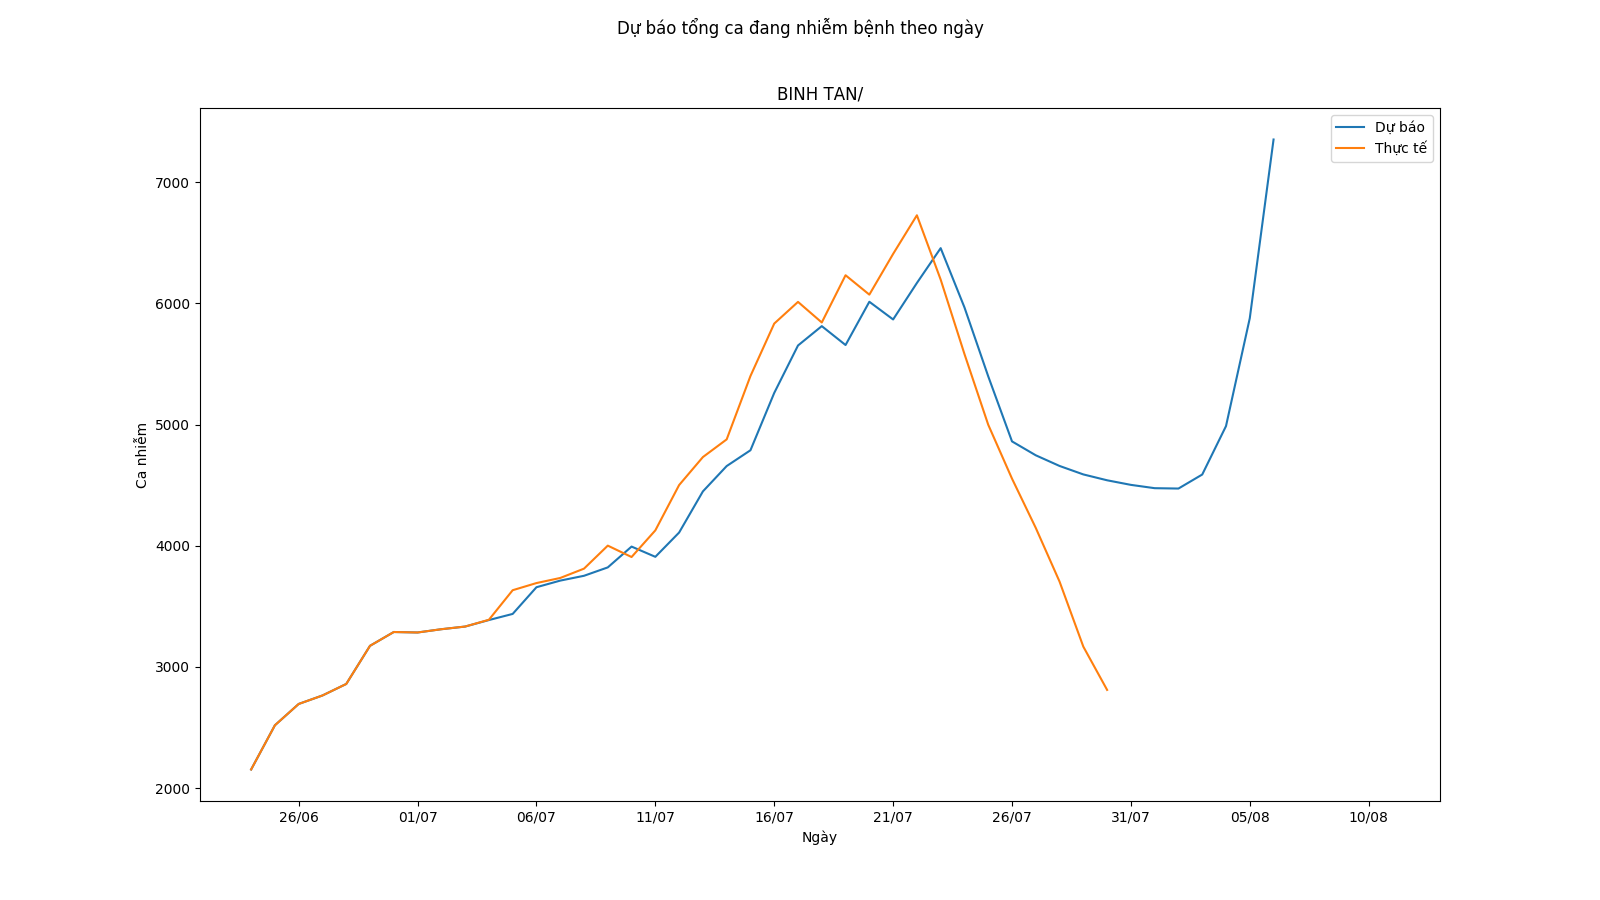 Dự báo tổng ca đang nhiễm bệnh theo ngày
BINH TAN/
Dự báo
Thực tế
7000
6000
5000
4000
3000
2000
Ca nhiễm
26/06
01/07
06/07
11/07
16/07
21/07
26/07
31/07
05/08
10/08
Ngày